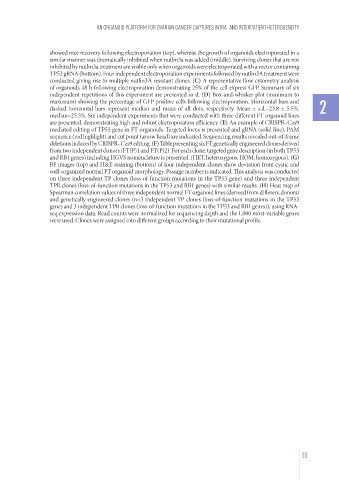 AN ORGANOID PLATFORM FOR OVARIAN CANCER CAPTURES INTRA- AND INTERPATIENT HETEROGENEITY
showed nice recovery following electroporation (top), whereas the growth of organoids electroporated in a
similar manner was dramatically inhibited when nutlin3a was added (middle). Surviving clones that are not
inhibited by nutlin3a treatment are visible only when organoids were electroporated with a vector containing
TP53 gRNA (bottom). Four independent electroporation experiments followed by nutlin3A treatment were
conducted, giving rise to multiple nutlin3A resistant clones. (C) A representative flow cytometry analysis
of organoids 48 h following electroporation demonstrating 25% of the cell express GFP. Summary of six
independent repetitions of this experiment are presented in d. (D) Box-and-whisker plot (minimum to
maximum) showing the percentage of GFP positive cells following electroporation. Horizontal bars and
dashed horizontal bars represent median and mean of all dots, respectively. Mean ± s.d.=23.8 ± 5.5%,
median=25.5%. Six independent experiments that were conducted with three different FT organoid lines
are presented, demonstrating high and robust electroporation efficiency. (E) An example of CRISPR–Cas9
mediated editing of TP53 gene in FT organoids. Targeted locus is presented and gRNA (solid line), PAM
sequence (red highlight) and cut point (arrow head) are indicated. Sequencing results revealed out-of-frame
deletions induced by CRISPR–Cas9 editing. (F) Table presenting six FT genetically engineered clones derived
from two independent donors (FT(P)1 and FT(P)2). For each clone, targeted gene description (in both TP53
and RB1 genes) including HGVS nomenclature is presented. (HET, heterozygous; HOM, homozygous). (G)
BF images (top) and H&E staining (bottom) of four independent clones show deviation from cystic and
well-organized normal FT organoid morphology. Passage number is indicated. This analysis was conducted
on three independent TP clones (loss-of-function mutations in the TP53 gene) and three independent
TPR clones (loss-of-function mutations in the TP53 and RB1 genes) with similar results. (H) Heat map of
Spearman correlation values of three independent normal FT organoid lines (derived from different donors)
and genetically engineered clones (n=3 independent TP clones (loss-of-function mutations in the TP53
gene) and 3 independent TPR clones (loss-of-function mutations in the TP53 and RB1 genes)), using RNA-
seq expression data. Read counts were normalized for sequencing depth and the 1,000 most-variable genes
were used. Clones were assigned into different groups according to their mutational profile.
2